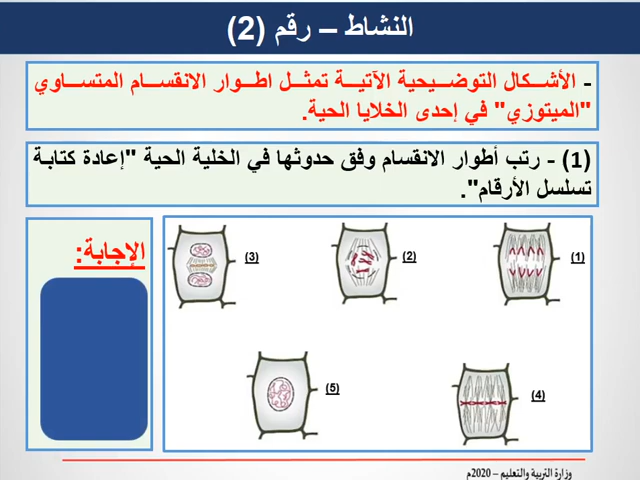 النشاط – رقم (2)
- الأشكال التوضيحية الآتية تمثل اطوار الانقسام المتساوي
"الميتوزي" في إحدى الخلايا الحية.
(1) - رتب أطوار الانقسام وفق حدوثها في الخلية الحية "إعادة كتابة
تسلسل الأرقام".
الإجابة:
(3)
(2)
(1)
(5)
(4)
وزارة التربية والتعليم – 2020م